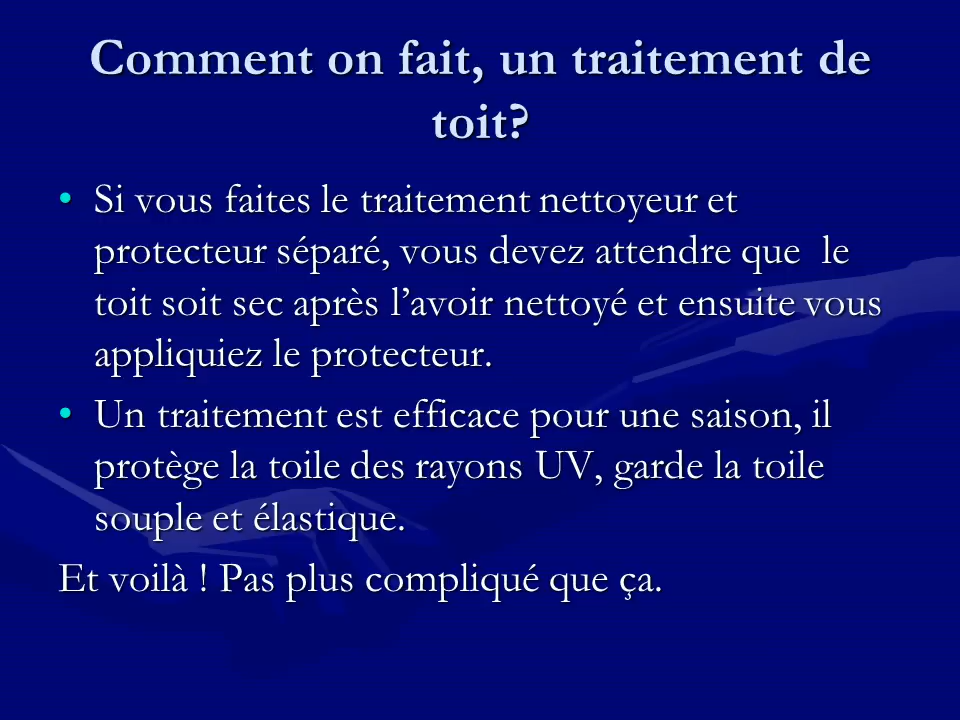 Comment on fait, un traitement de
toit?
• Si vous faites le traitement nettoyeur et
protecteur séparé, vous devez attendre que  le
toit soit sec après l’avoir nettoyé et ensuite vous
appliquiez le protecteur.
• Un traitement est efficace pour une saison, il
protège la toile des rayons UV, garde la toile
souple et élastique.
Et voilà ! Pas plus compliqué que ça.